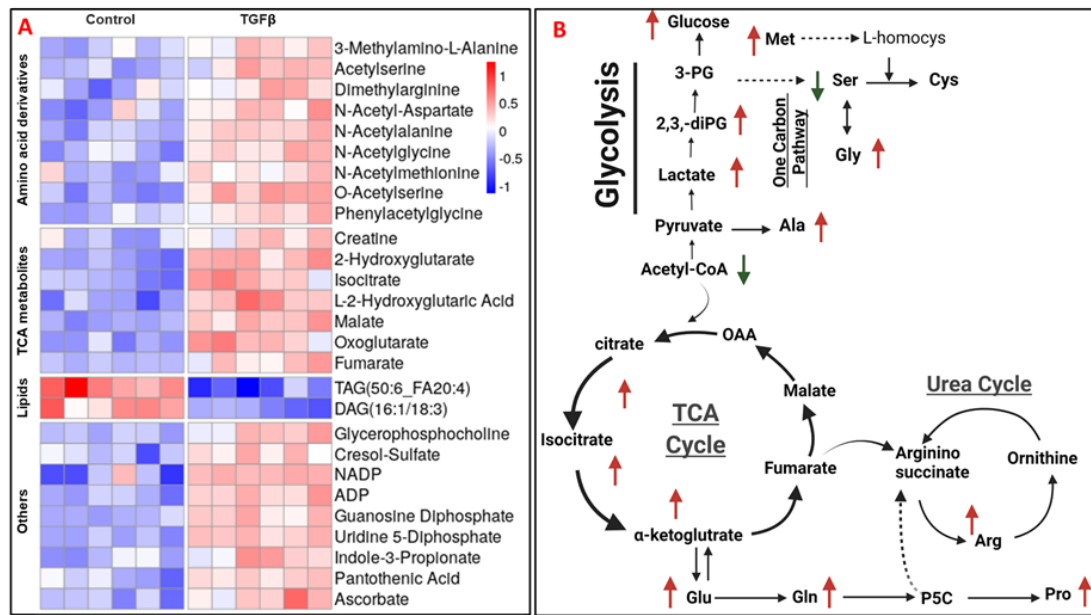 A
Control
TGFβ
Amino acid derivatives
3-Methylamino-L-Alanine
Acetylserine
Dimethylarginine
N-Acetyl-Aspartate
N-Acetylalanine
N-Acetylglycine
N-Acetylmethionine
O-Acetylserine
Phenylacetylglycine
1
0.5
0
-0.5
-1
TCA metabolites
Creatine
2-Hydroxyglutarate
Isocitrate
L-2-Hydroxyglutaric Acid
Malate
Oxoglutarate
Fumarate
Lipids
TAG(50:6_FA20:4)
DAG(16:1/18:3)
Others
Glycerophosphocholine
Cresol-Sulfate
NADP
ADP
Guanosine Diphosphate
Uridine 5-Diphosphate
Indole-3-Propionate
Pantothenic Acid
Ascorbate
B
Glucose
Met
L-homocys
Glycolysis
3-PG
Ser
Cys
2,3,-diPG
One Carbon
Pathway
Gly
Lactate
Pyruvate
Ala
Acetyl-CoA
citrate
OAA
Malate
Urea Cycle
Isocitrate
TCA
Cycle
Fumarate
Arginino
succinate
Ornithine
α-ketoglutrate
Arg
Glu
Gln
P5C
Pro